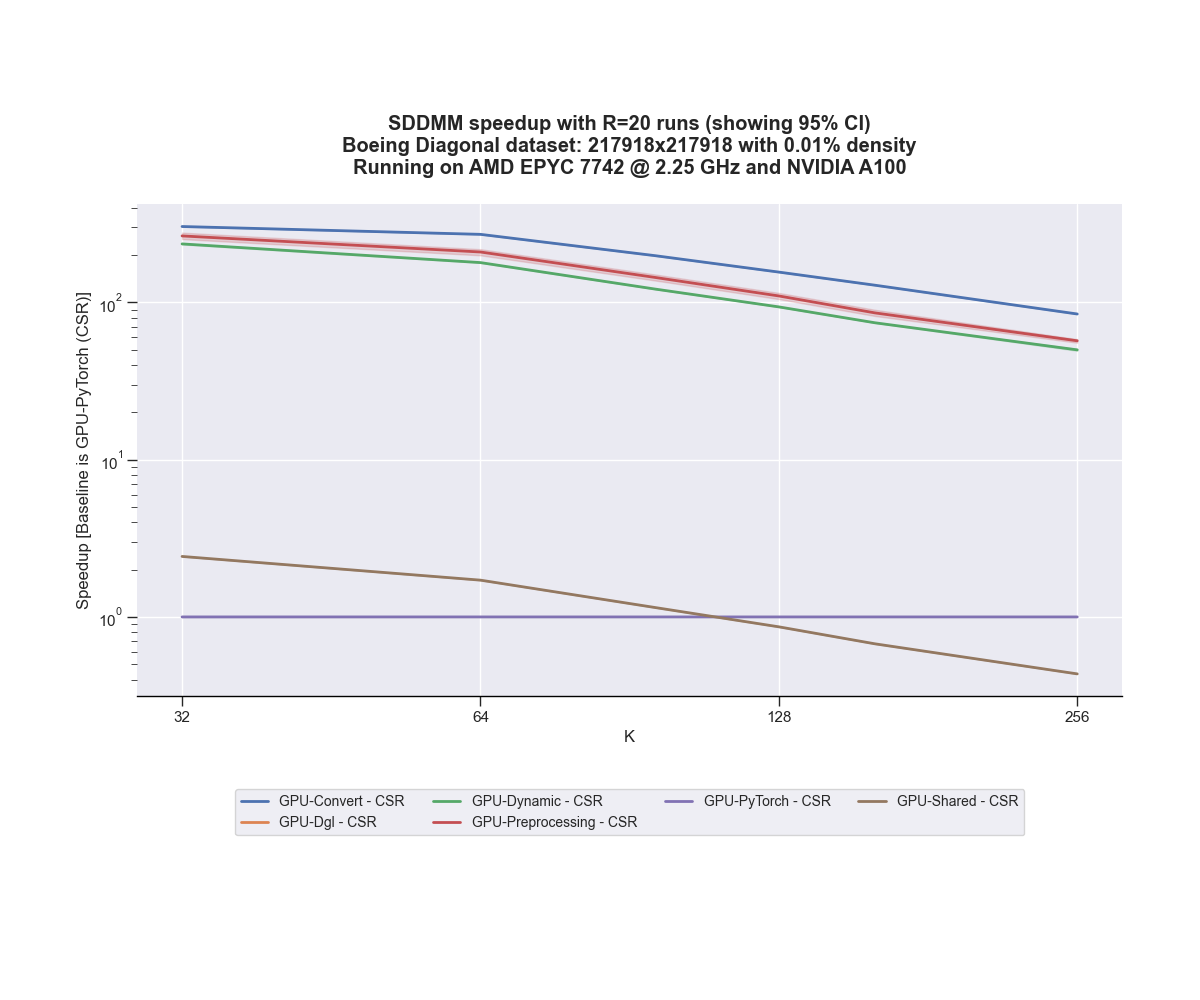 SDDMM speedup with R=20 runs (showing 95% CI)
Boeing Diagonal dataset: 217918x217918 with 0.01% density
Running on AMD EPYC 7742 @ 2.25 GHz and NVIDIA A100
Speedup [Baseline is GPU-PyTorch (CSR)]
10^2
10^1
10^0
32 64 128 256
K
GPU-Convert - CSR GPU-Dynamic - CSR GPU-PyTorch - CSR GPU-Shared - CSR
GPU-Dgl - CSR GPU-Preprocessing - CSR